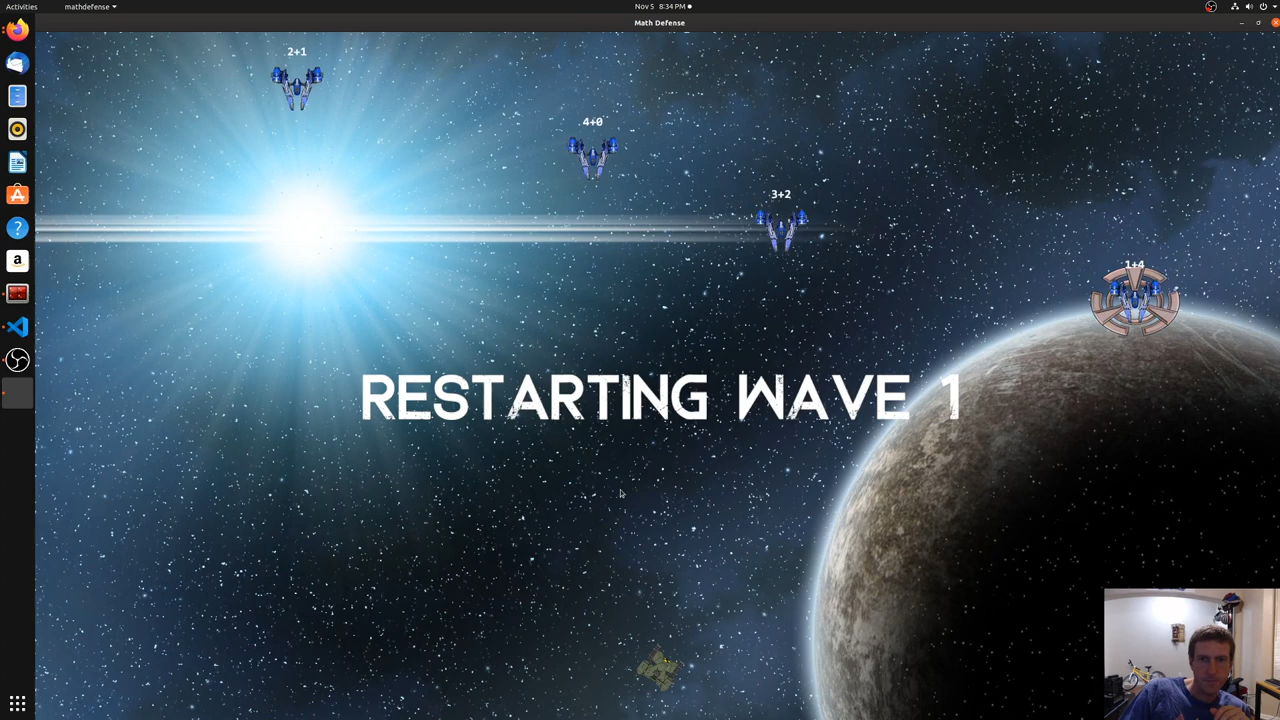 Activities
mathdefense
Nov 5 8:34 PM
Math Defense
2+1
4+0
3+2
1+4
RESTARTING WAVE 1